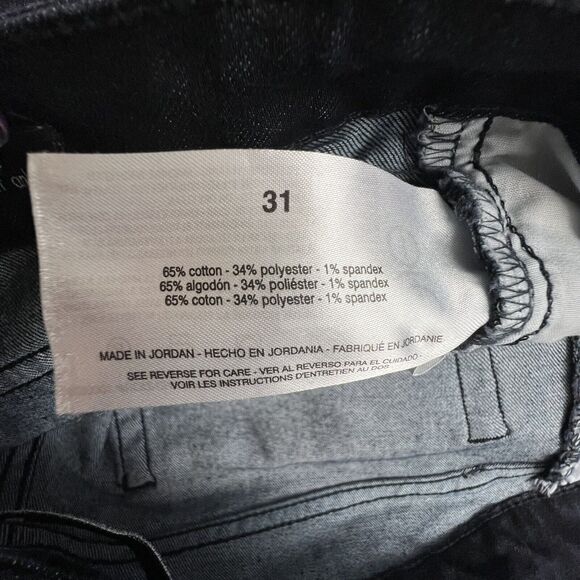 31
65% cotton - 34% polyester - 1% spandex
65% algodón - 34% poliéster - 1% spandex
65% coton - 34% polyester - 1% spandex
MADE IN JORDAN - HECHO EN JORDANIA - FABRIQUÉ EN JORDANIE
SEE REVERSE FOR CARE - VER AL REVERSO PARA EL CUIDADO -
VOIR LES INSTRUCTIONS D'ENTRETIEN AU DOS